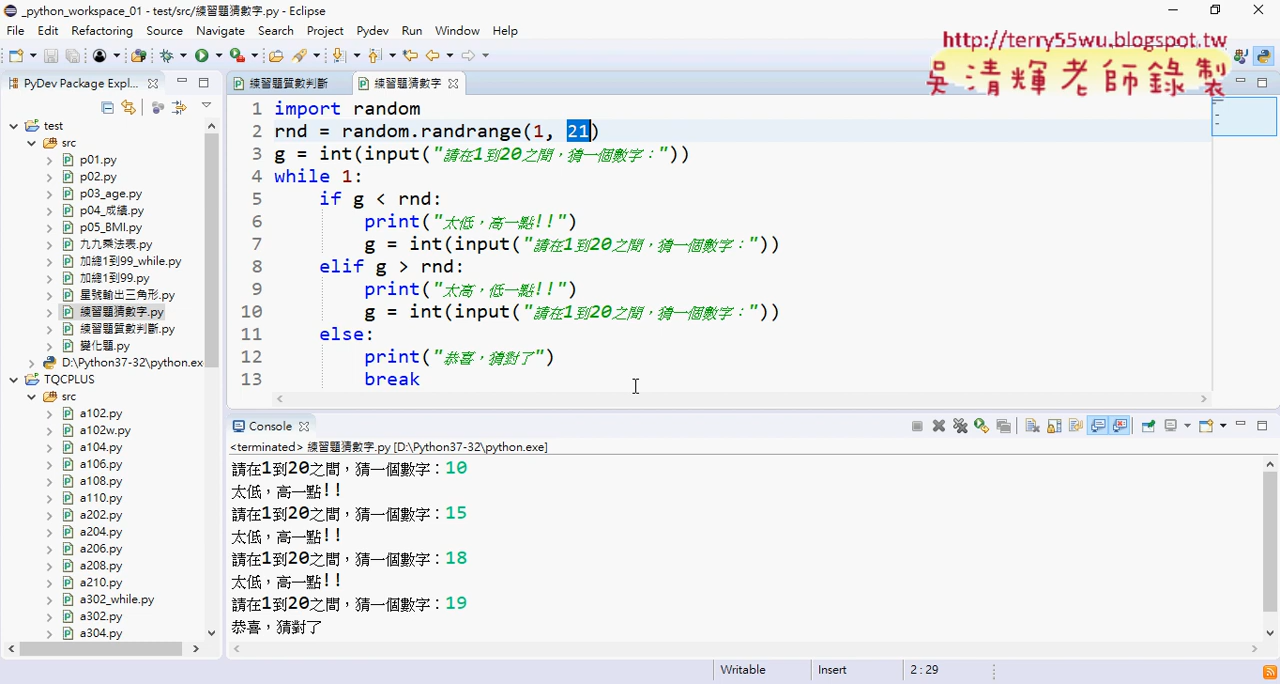 _python_workspace_01 - test/src/練習題猜數字.py - Eclipse
File Edit Refactoring Source Navigate Search Project Pydev Run Window Help
http://terry55wu.blogspot.tw
吳清輝老師錄製
PyDev Package Expl...
練習題質數判斷
練習題猜數字
test
src
p01.py
p02.py
p03_age.py
p04_成績.py
p05_BMI.py
九九乘法表.py
加總1到99_while.py
加總1到99.py
星號輸出三角形.py
練習題猜數字.py
練習題質數判斷.py
變化題.py
D:\Python37-32\python.ex
TQCPLUS
src
a102.py
a102w.py
a104.py
a106.py
a108.py
a110.py
a202.py
a204.py
a206.py
a208.py
a210.py
a302_while.py
a302.py
a304.py
1 import random
2 rnd = random.randrange(1, 21)
3 g = int(input("請在1到20之間，猜一個數字："))
4 while 1:
5 if g < rnd:
6 print("太低，高一點!!")
7 g = int(input("請在1到20之間，猜一個數字："))
8 elif g > rnd:
9 print("太高，低一點!!")
10 g = int(input("請在1到20之間，猜一個數字："))
11 else:
12 print("恭喜，猜對了")
13 break
Console
<terminated> 練習題猜數字.py [D:\Python37-32\python.exe]
請在1到20之間，猜一個數字：10
太低，高一點!!
請在1到20之間，猜一個數字：15
太低，高一點!!
請在1到20之間，猜一個數字：18
太低，高一點!!
請在1到20之間，猜一個數字：19
恭喜，猜對了
Writable Insert 2 : 29